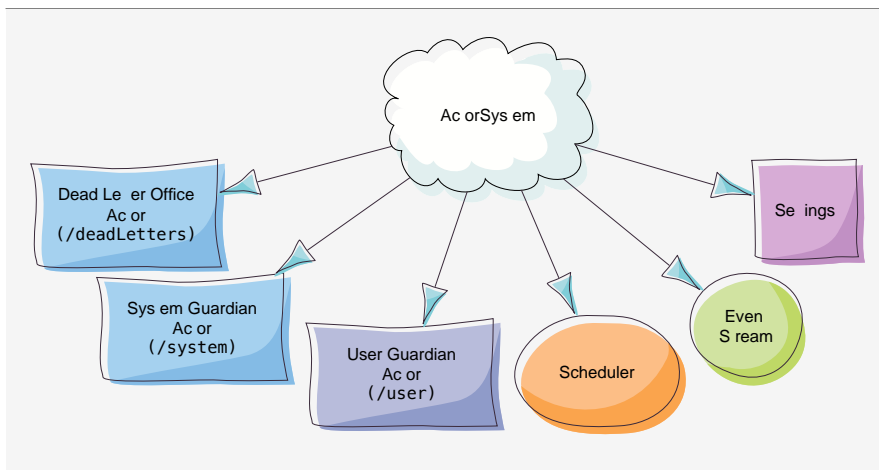 Ac orSys em
Dead Le er Office
Ac or
(/deadLetters)
Se ings
Sys em Guardian
Ac or
(/system)
Even
S ream
User Guardian
Ac or
(/user)
Scheduler